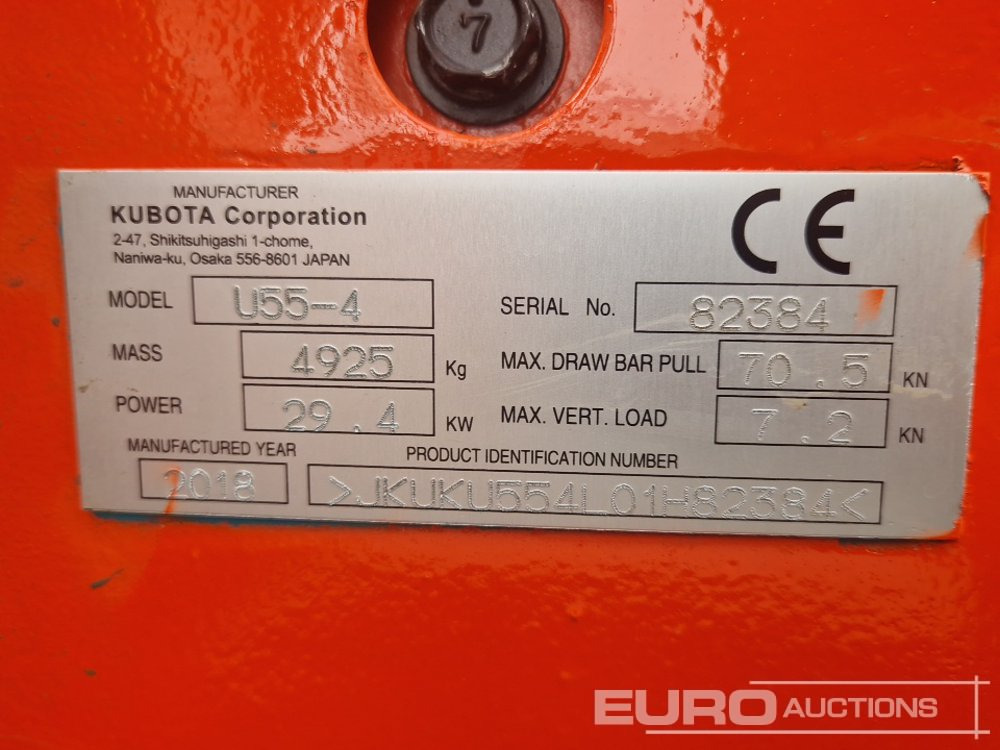 7
MANUFACTURER
KUBOTA Corporation
2-47, Shikitsuhigashi 1-chome,
Naniwa-ku, Osaka 556-8601 JAPAN
CE
MODEL U55-4
SERIAL No. 82384
MASS 4925 Kg
MAX. DRAW BAR PULL 70.5 KN
POWER 29.4 KW
MAX. VERT. LOAD 7.2 KN
MANUFACTURED YEAR
PRODUCT IDENTIFICATION NUMBER
2018
>JKUKU554L01H82384<
EURO AUCTIONS